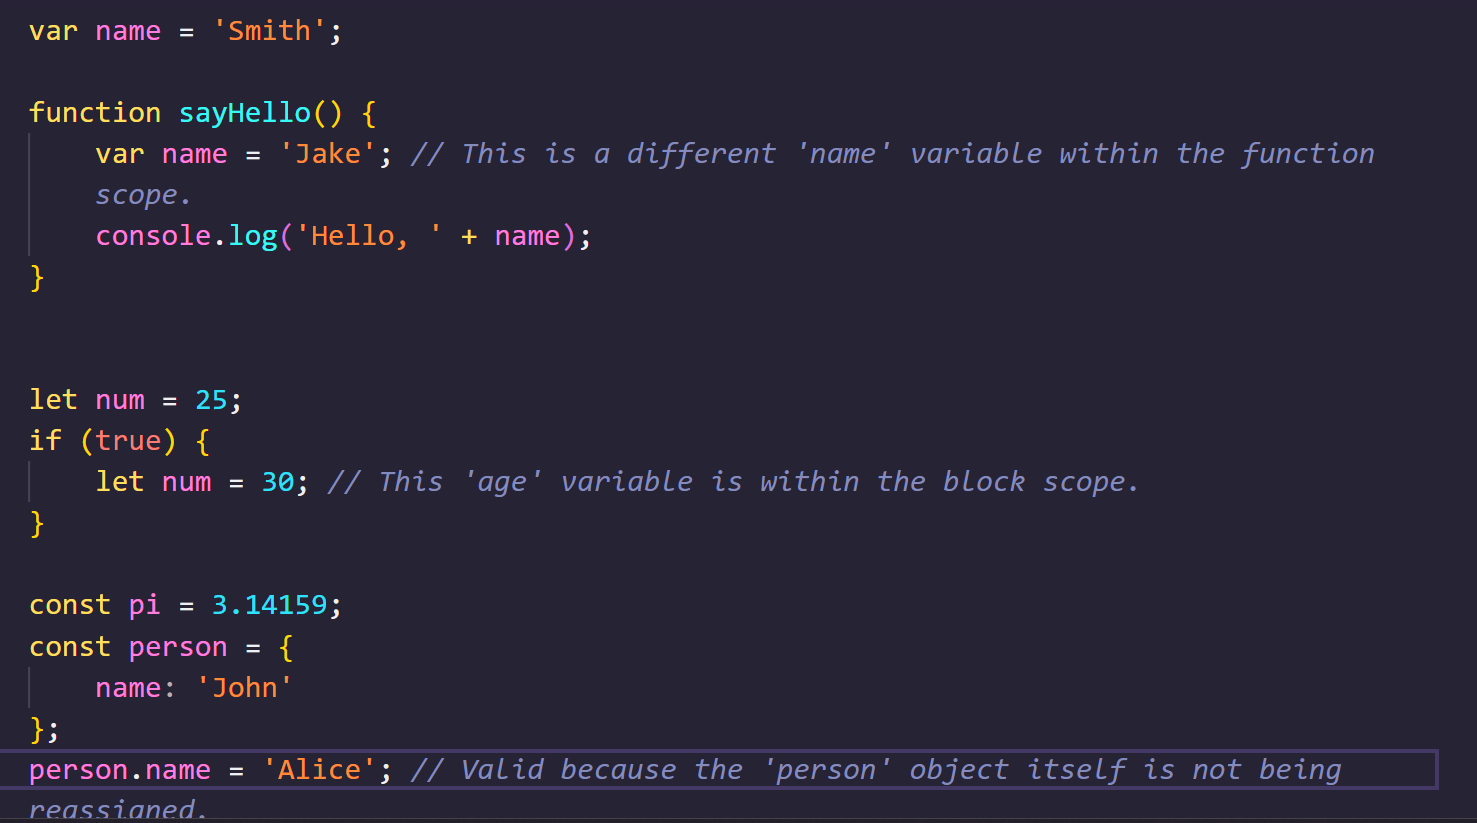 var name = 'Smith';
function sayHello() {
var name = 'Jake'; // This is a different 'name' variable within the function
scope.
console.log('Hello, ' + name);
}
let num = 25;
if (true) {
let num = 30; // This 'age' variable is within the block scope.
}
const pi = 3.14159;
const person = {
name: 'John'
};
person.name = 'Alice'; // Valid because the 'person' object itself is not being
reassigned.